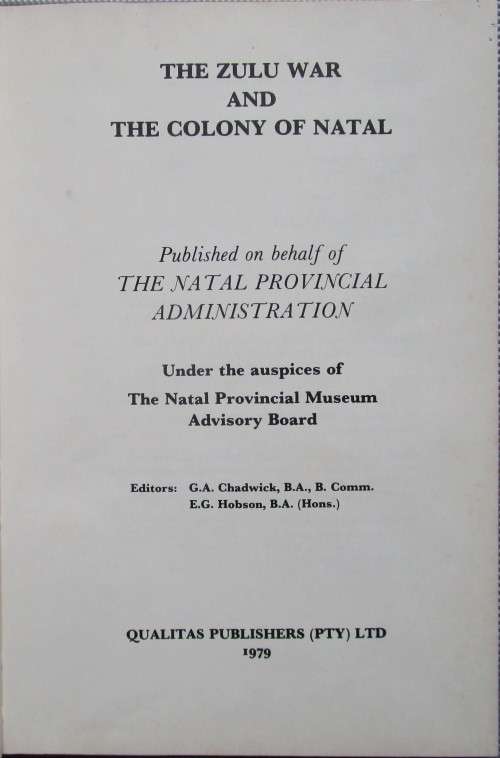 THE ZULU WAR
AND
THE COLONY OF NATAL
Published on behalf of
THE NATAL PROVINCIAL
ADMINISTRATION
Under the auspices of
The Natal Provincial Museum
Advisory Board
Editors: G.A. Chadwick, B.A., B. Comm.
E.G. Hobson, B.A. (Hons.)
QUALITAS PUBLISHERS (PTY) LTD
1979